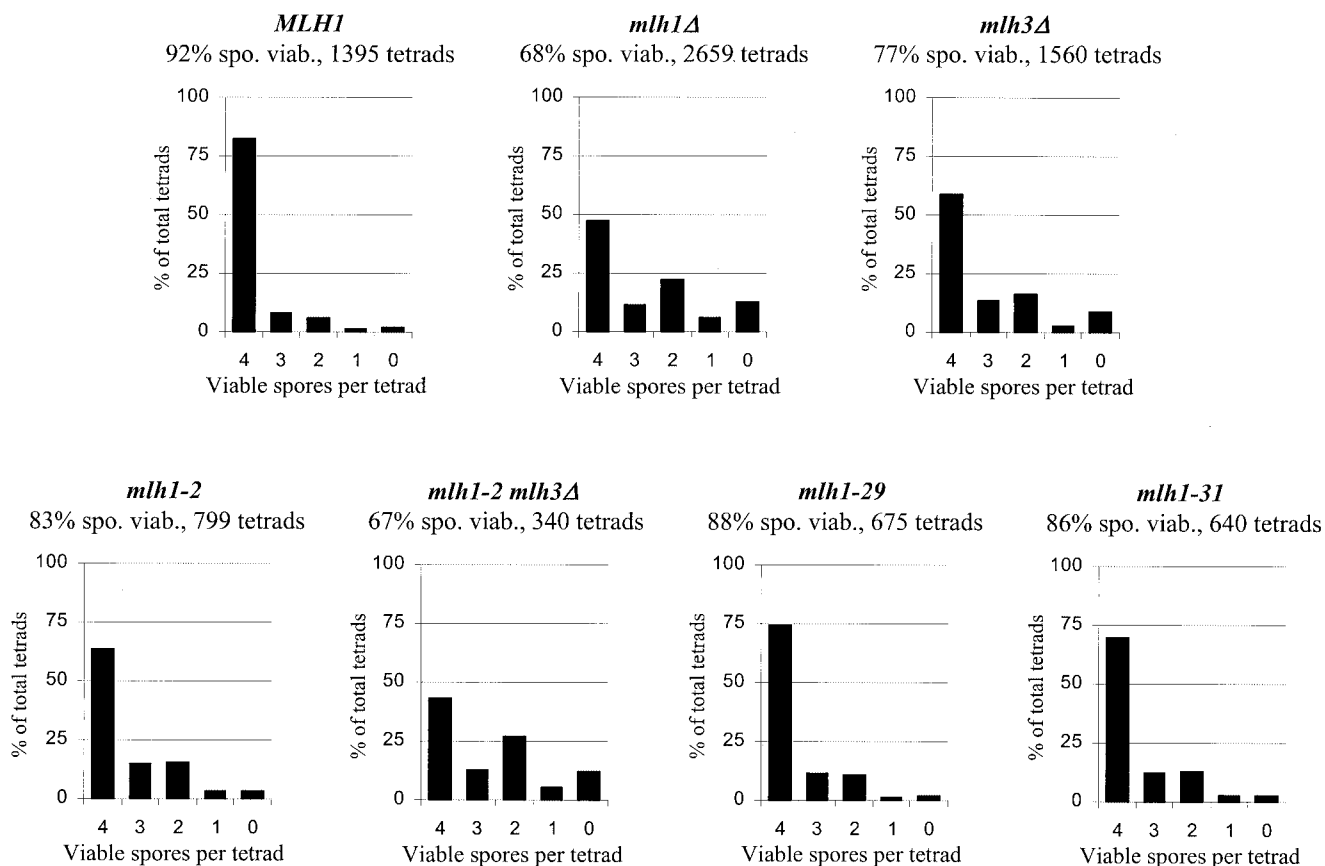 MLH1
92% spo. viab., 1395 tetrads
% of total tetrads
100
75
50
25
0
4 3 2 1 0
Viable spores per tetrad
mlh1Δ
68% spo. viab., 2659 tetrads
% of total tetrads
100
75
50
25
0
4 3 2 1 0
Viable spores per tetrad
mlh3Δ
77% spo. viab., 1560 tetrads
% of total tetrads
100
75
50
25
0
4 3 2 1 0
Viable spores per tetrad
mlh1-2
83% spo. viab., 799 tetrads
% of total tetrads
100
75
50
25
0
4 3 2 1 0
Viable spores per tetrad
mlh1-2 mlh3Δ
67% spo. viab., 340 tetrads
% of total tetrads
100
75
50
25
0
4 3 2 1 0
Viable spores per tetrad
mlh1-29
88% spo. viab., 675 tetrads
% of total tetrads
100
75
50
25
0
4 3 2 1 0
Viable spores per tetrad
mlh1-31
86% spo. viab., 640 tetrads
% of total tetrads
100
75
50
25
0
4 3 2 1 0
Viable spores per tetrad